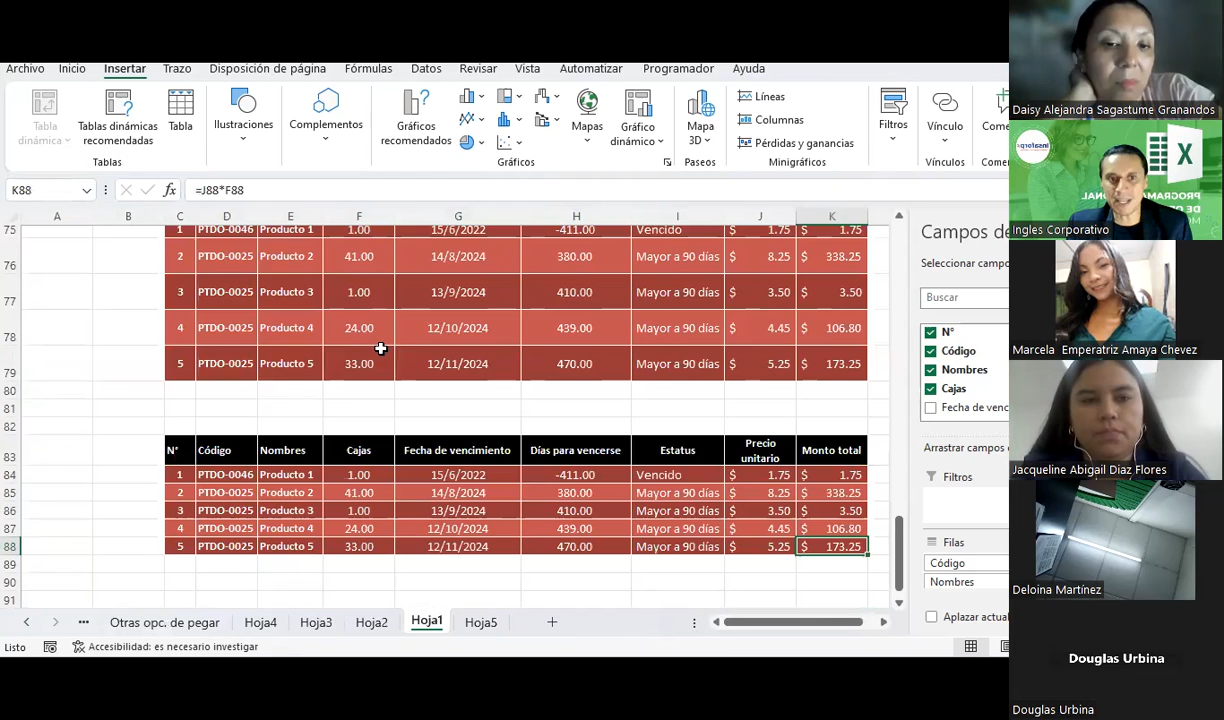 Archivo Inicio Insertar Trazo Disposición de página Fórmulas Datos Revisar Vista Automatizar Programador Ayuda
Tabla dinámica
Tablas dinámicas recomendadas
Tabla
Ilustraciones
Complementos
Gráficos recomendados
Mapas
Gráfico dinámico
Mapa 3D
Líneas
Columnas
Pérdidas y ganancias
Filtros
Vínculo
Tablas Gráficos Paseos Minigráficos Vínculos
K88 fx =J88*F88
A B C D E F G H I J K
75 1 PTDO-0046 Producto 1 1.00 15/6/2022 -411.00 Vencido $ 1.75 $ 1.75
76 2 PTDO-0025 Producto 2 41.00 14/8/2024 380.00 Mayor a 90 días $ 8.25 $ 338.25
77 3 PTDO-0025 Producto 3 1.00 13/9/2024 410.00 Mayor a 90 días $ 3.50 $ 3.50
78 4 PTDO-0025 Producto 4 24.00 12/10/2024 439.00 Mayor a 90 días $ 4.45 $ 106.80
79 5 PTDO-0025 Producto 5 33.00 12/11/2024 470.00 Mayor a 90 días $ 5.25 $ 173.25
80
81
82
83 N° Código Nombres Cajas Fecha de vencimiento Días para vencerse Estatus Precio unitario Monto total
84 1 PTDO-0046 Producto 1 1.00 15/6/2022 -411.00 Vencido $ 1.75 $ 1.75
85 2 PTDO-0025 Producto 2 41.00 14/8/2024 380.00 Mayor a 90 días $ 8.25 $ 338.25
86 3 PTDO-0025 Producto 3 1.00 13/9/2024 410.00 Mayor a 90 días $ 3.50 $ 3.50
87 4 PTDO-0025 Producto 4 24.00 12/10/2024 439.00 Mayor a 90 días $ 4.45 $ 106.80
88 5 PTDO-0025 Producto 5 33.00 12/11/2024 470.00 Mayor a 90 días $ 5.25 $ 173.25
89
90
91
Otras opc. de pegar Hoja4 Hoja3 Hoja2 Hoja1 Hoja5
Listo Accesibilidad: es necesario investigar
Campos de
Seleccionar campo
Buscar
N°
Código
Nombres
Cajas
Fecha de venc
Arrastrar campos
Filtros
Filas
Código
Nombres
Aplazar actua
Daisy Alejandra Sagastume Granandos
Insaforp
X
Ingles Corporativo
Marcela Emperatriz Amaya Chevez
Jacqueline Abigail Diaz Flores
Deloina Martínez
Douglas Urbina
Douglas Urbina